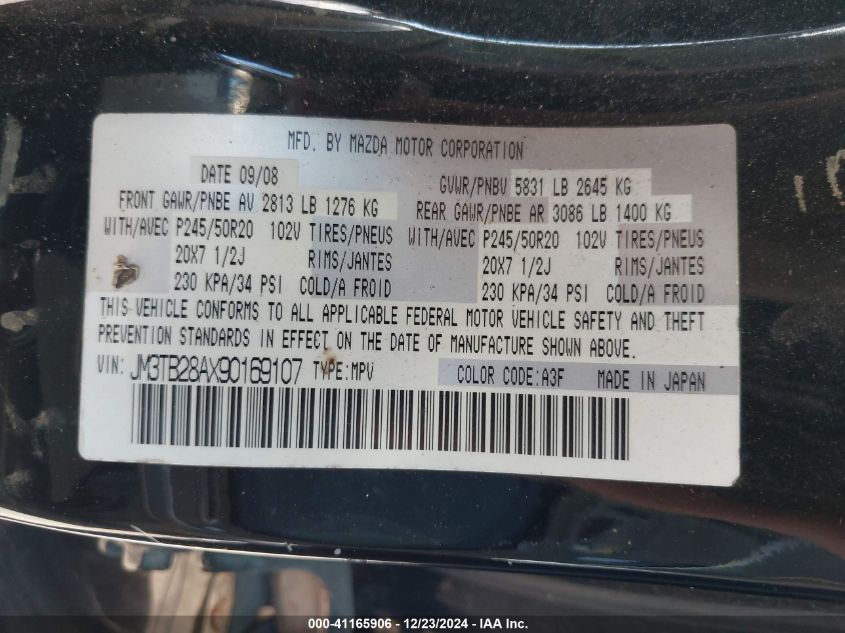 MFD. BY MAZDA MOTOR CORPORATION
DATE 09/08 GVWR/PNBV 5831 LB 2645 KG
FRONT GAWR/PNBE AV 2813 LB 1276 KG REAR GAWR/PNBE AR 3086 LB 1400 KG
WITH/AVEC P245/50R20 102V TIRES/PNEUS WITH/AVEC P245/50R20 102V TIRES/PNEUS
20X7 1/2J RIMS/JANTES 20X7 1/2J RIMS/JANTES
230 KPA/34 PSI COLD/A FROID 230 KPA/34 PSI COLD/A FROID
THIS VEHICLE CONFORMS TO ALL APPLICABLE FEDERAL MOTOR VEHICLE SAFETY AND THEFT
PREVENTION STANDARDS IN EFFECT ON THE DATE OF MANUFACTURE SHOWN ABOVE.
VIN: JM3TB28AX90169107 TYPE:MPV COLOR CODE:A3F MADE IN JAPAN
000-41165906 - 12/23/2024 - IAA Inc.